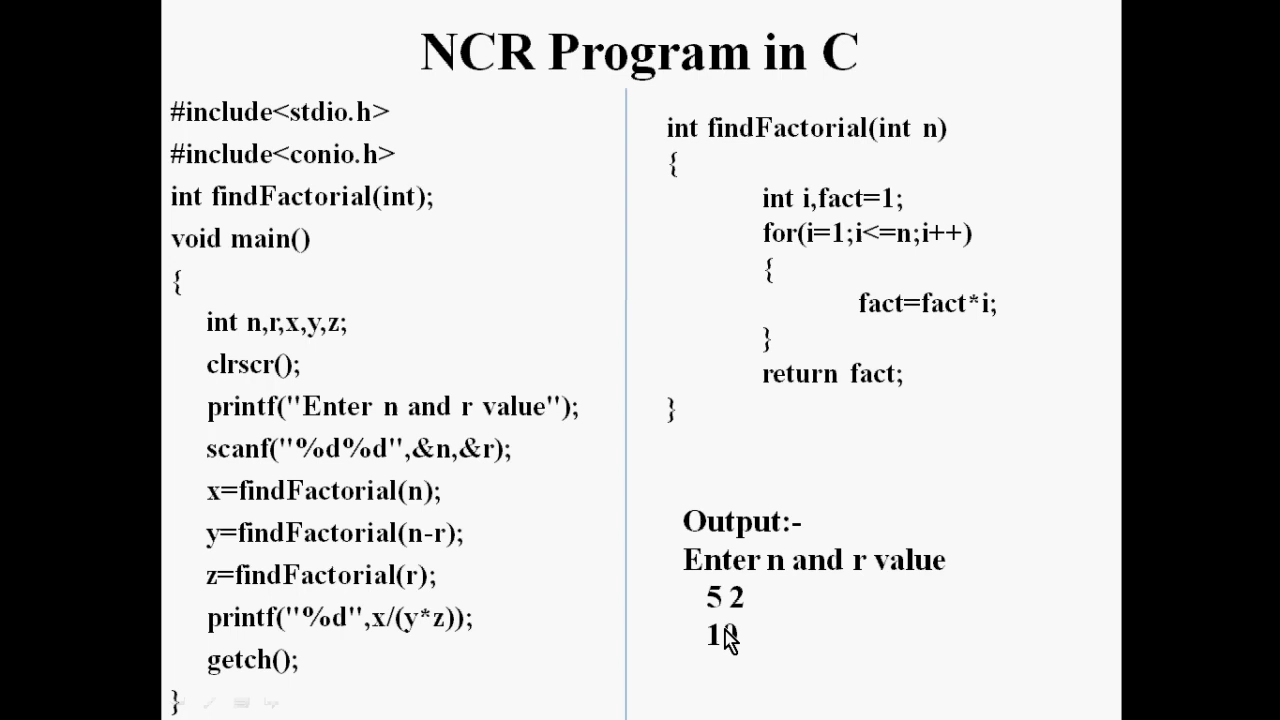 NCR Program in C
#include<stdio.h>
#include<conio.h>
int findFactorial(int);
void main()
{
int n,r,x,y,z;
clrscr();
printf("Enter n and r value");
scanf("%d%d",&n,&r);
x=findFactorial(n);
y=findFactorial(n-r);
z=findFactorial(r);
printf("%d",x/(y*z));
getch();
}
int findFactorial(int n)
{
int i,fact=1;
for(i=1;i<=n;i++)
{
fact=fact*i;
}
return fact;
}
Output:-
Enter n and r value
5 2
10